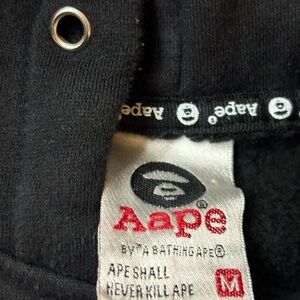 Aape® Aape®
Aape®
BY *A BATHING APE®
APE SHALL
NEVER KILL APE
M